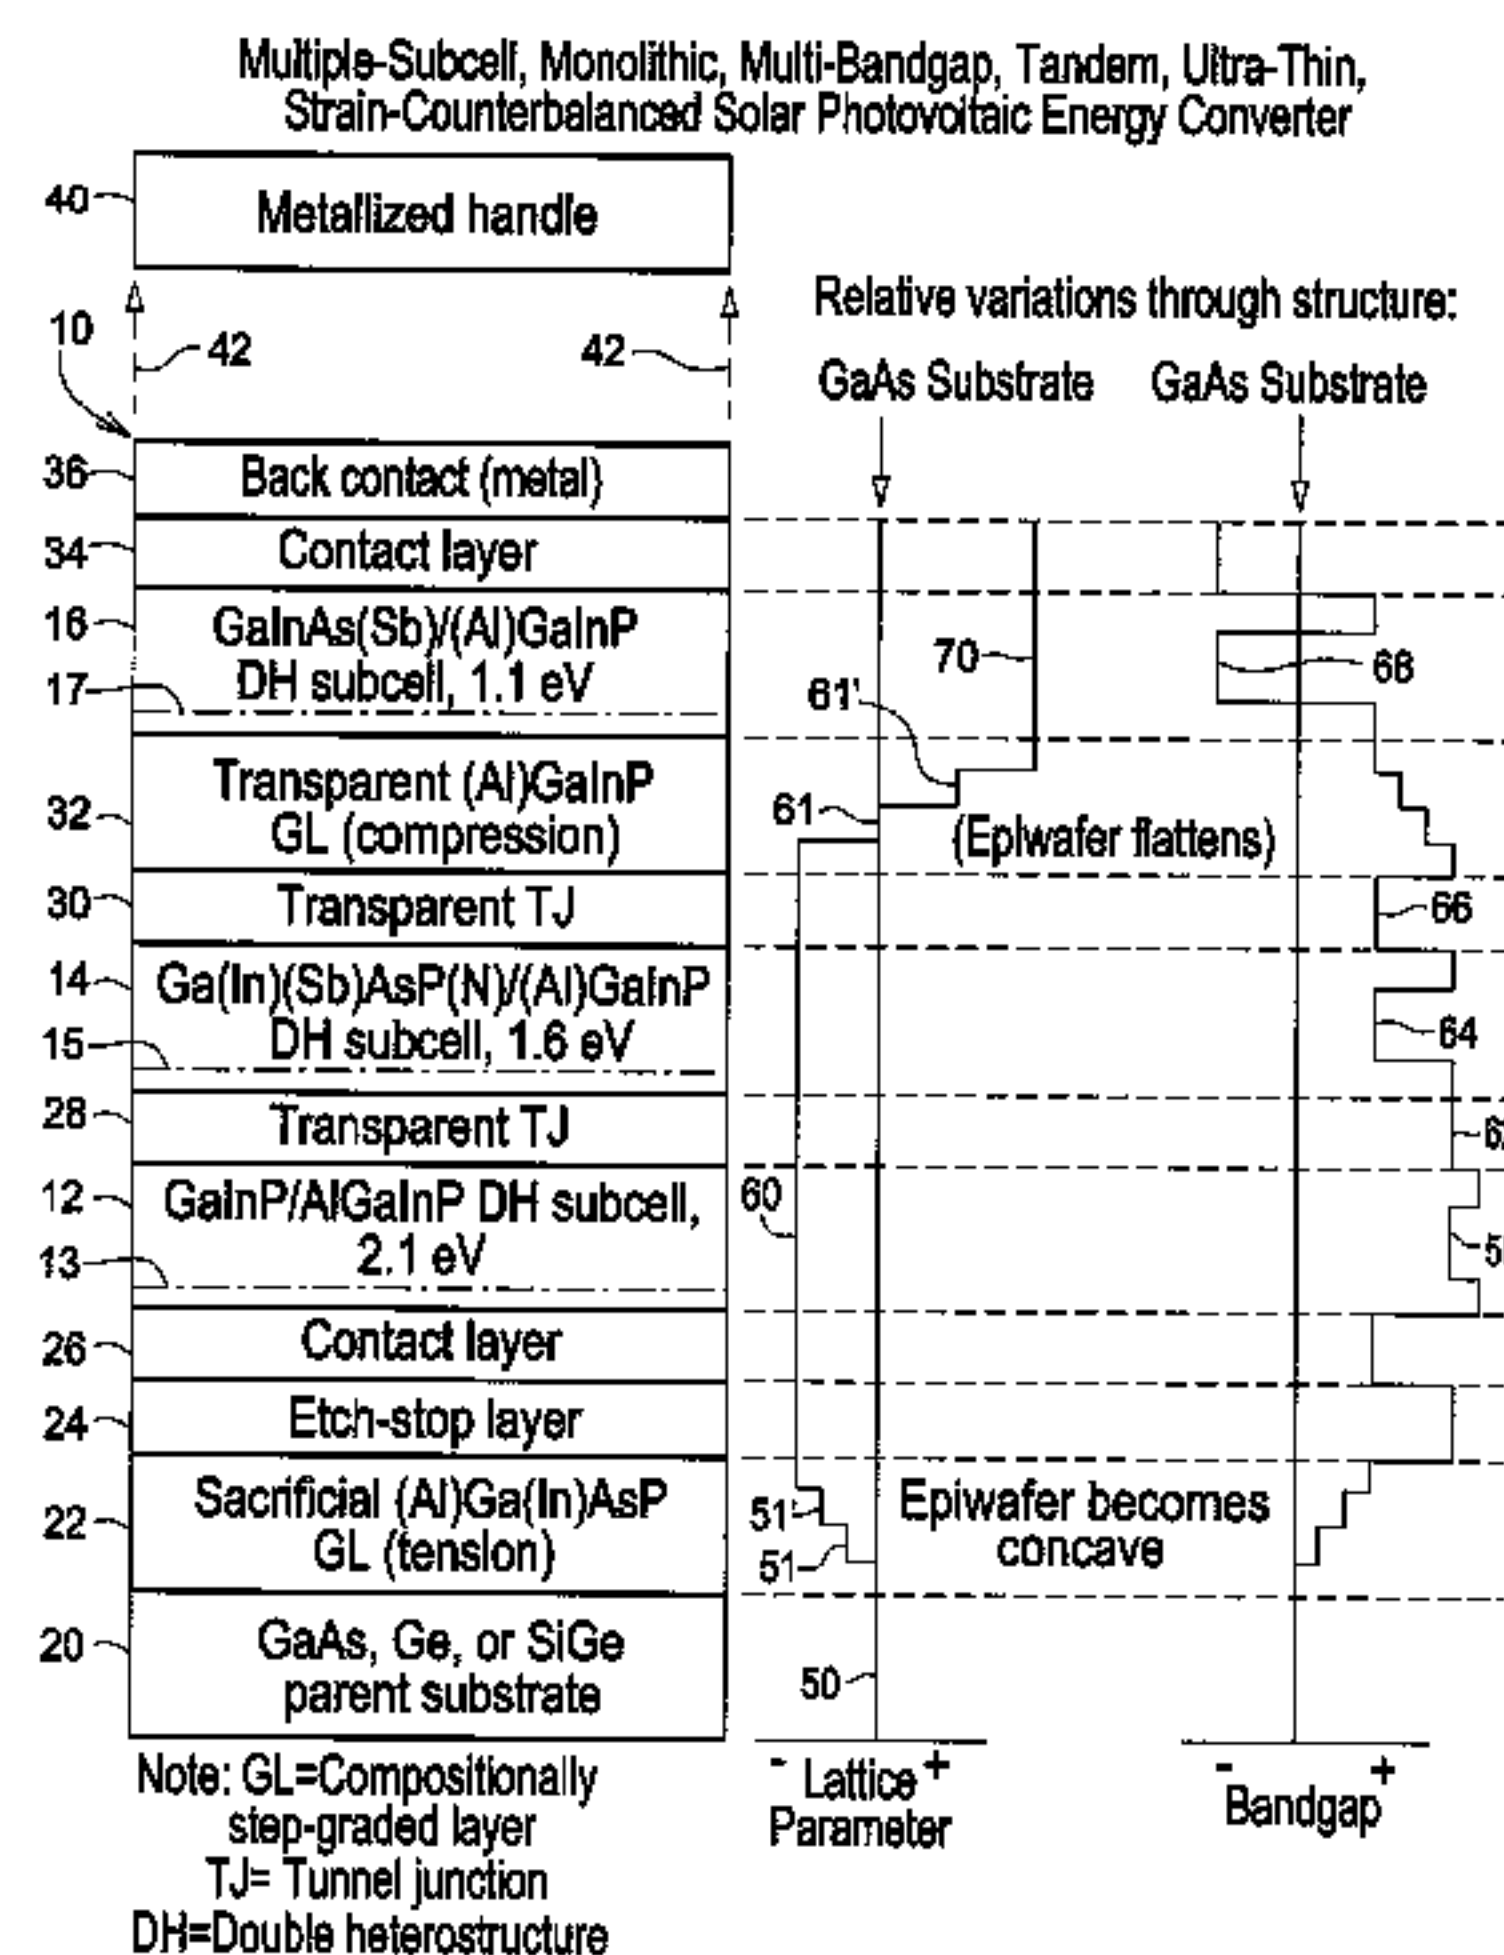 Multiple-Subcell, Monolithic, Multi-Bandgap, Tandem, Ultra-Thin,
Strain-Counterbalanced Solar Photovoltaic Energy Converter
40
Metallized handle
10
42
42
Relative variations through structure:
GaAs Substrate
GaAs Substrate
36
Back contact (metal)
34
Contact layer
16
GaInAs(Sb)/(Al)GaInP
DH subcell, 1.1 eV
17
70
68
61'
32
Transparent (Al)GaInP
GL (compression)
61
(Epiwafer flattens)
30
Transparent TJ
66
14
Ga(In)(Sb)AsP(N)/(Al)GaInP
DH subcell, 1.6 eV
15
64
28
Transparent TJ
12
GaInP/AlGaInP DH subcell,
2.1 eV
13
60
26
Contact layer
24
Etch-stop layer
22
Sacrificial (Al)Ga(In)AsP
GL (tension)
51'
51
Epiwafer becomes
concave
20
GaAs, Ge, or SiGe
parent substrate
50
- Lattice +
Parameter
- +
Bandgap
Note: GL=Compositionally
step-graded layer
TJ= Tunnel junction
DH=Double heterostructure